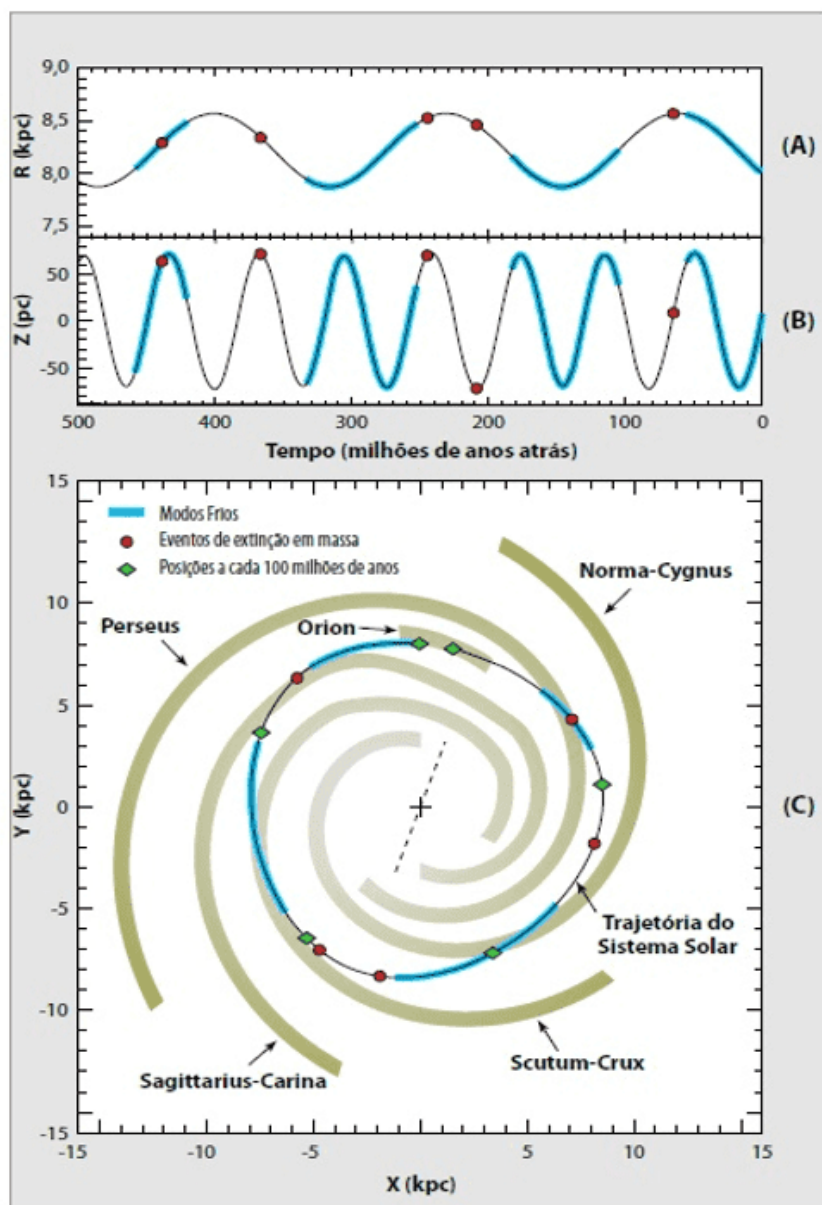 9,0
8,5
8,0
7,5
R (kpc)
(A)
50
0
-50
Z (pc)
(B)
500
400
300
200
100
0
Tempo (milhões de anos atrás)
15
10
5
0
-5
-10
-15
Y (kpc)
Modos Frios
Eventos de extinção em massa
Posições a cada 100 milhões de anos
Norma-Cygnus
Perseus
Orion
(C)
Trajetória do
Sistema Solar
Sagittarius-Carina
Scutum-Crux
-15
-10
-5
0
5
10
15
X (kpc)